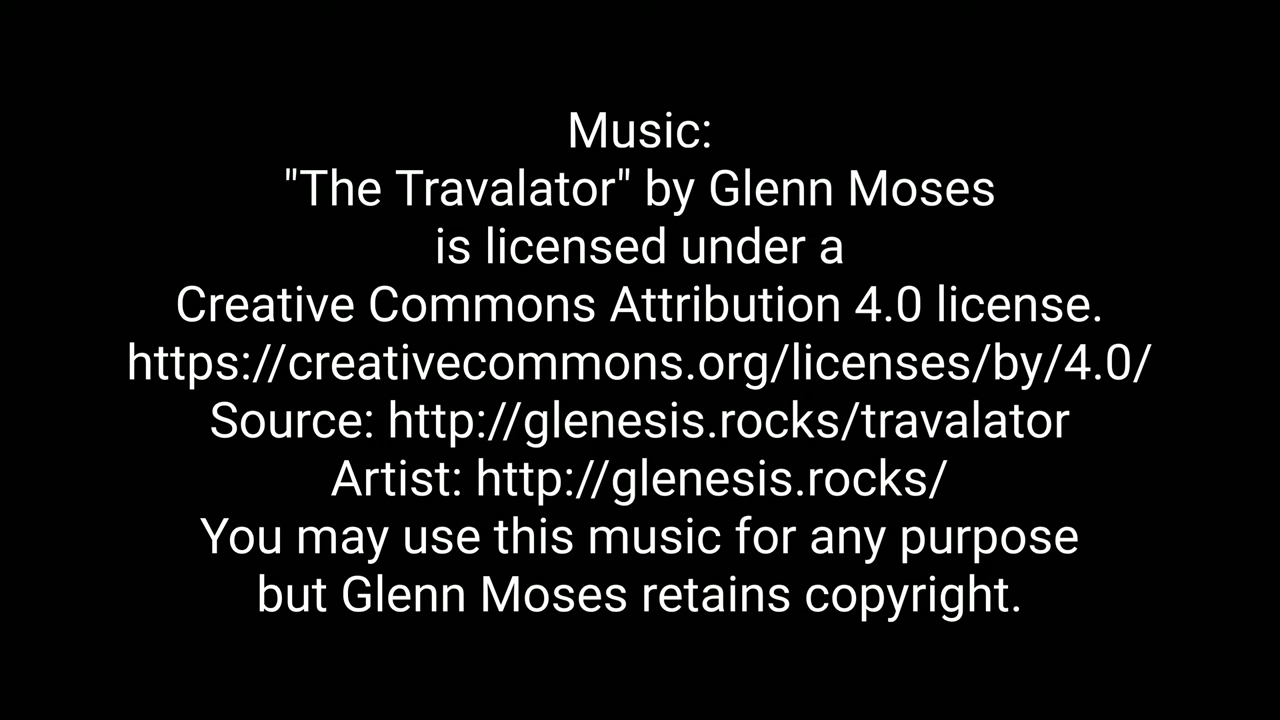 Music:
"The Travalator" by Glenn Moses
is licensed under a
Creative Commons Attribution 4.0 license.
https://creativecommons.org/licenses/by/4.0/
Source: http://glenesis.rocks/travalator
Artist: http://glenesis.rocks/
You may use this music for any purpose
but Glenn Moses retains copyright.